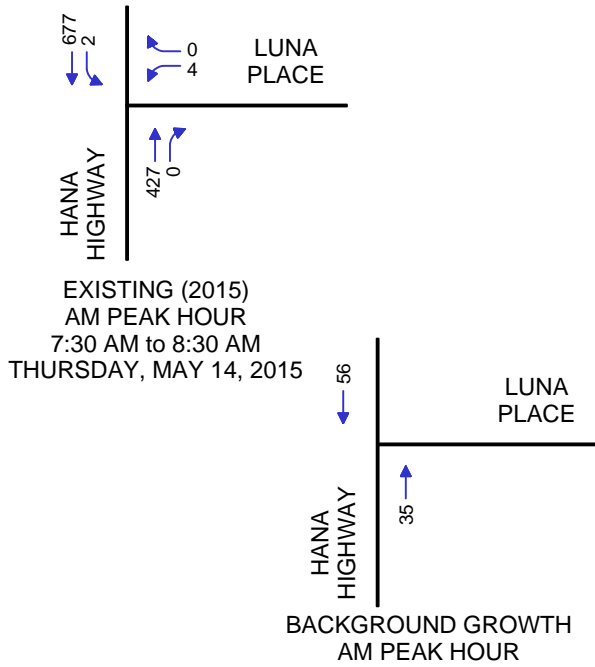 677
2
0
4
LUNA
PLACE
427
0
HANA
HIGHWAY
EXISTING (2015)
AM PEAK HOUR
7:30 AM to 8:30 AM
THURSDAY, MAY 14, 2015
56
LUNA
PLACE
35
HANA
HIGHWAY
BACKGROUND GROWTH
AM PEAK HOUR